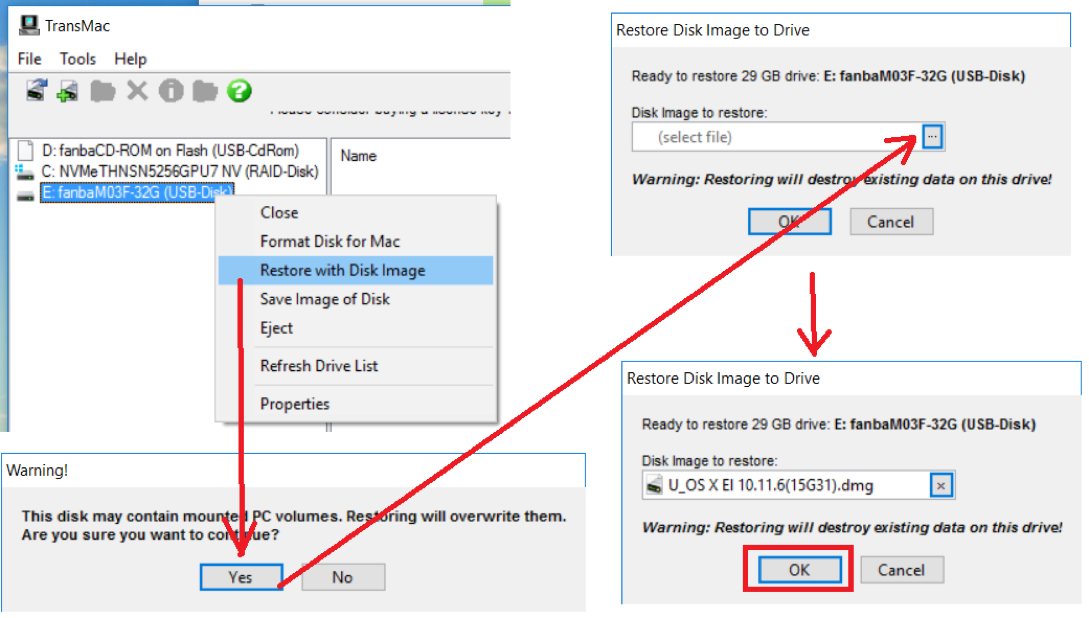 TransMac
File Tools Help
Please consider buying a license key
D: fanbaCD-ROM on Flash (USB-CdRom)
C: NVMeTHNSN5256GPU7 NV (RAID-Disk)
E: fanbaM03F-32G (USB-Disk)
Name
Close
Format Disk for Mac
Restore with Disk Image
Save Image of Disk
Eject
Refresh Drive List
Properties
Warning!
This disk may contain mounted PC volumes. Restoring will overwrite them.
Are you sure you want to continue?
Yes No
Restore Disk Image to Drive
Ready to restore 29 GB drive: E: fanbaM03F-32G (USB-Disk)
Disk Image to restore:
(select file) ...
Warning: Restoring will destroy existing data on this drive!
OK Cancel
Restore Disk Image to Drive
Ready to restore 29 GB drive: E: fanbaM03F-32G (USB-Disk)
Disk Image to restore:
U_OS X EI 10.11.6(15G31).dmg ×
Warning: Restoring will destroy existing data on this drive!
OK Cancel